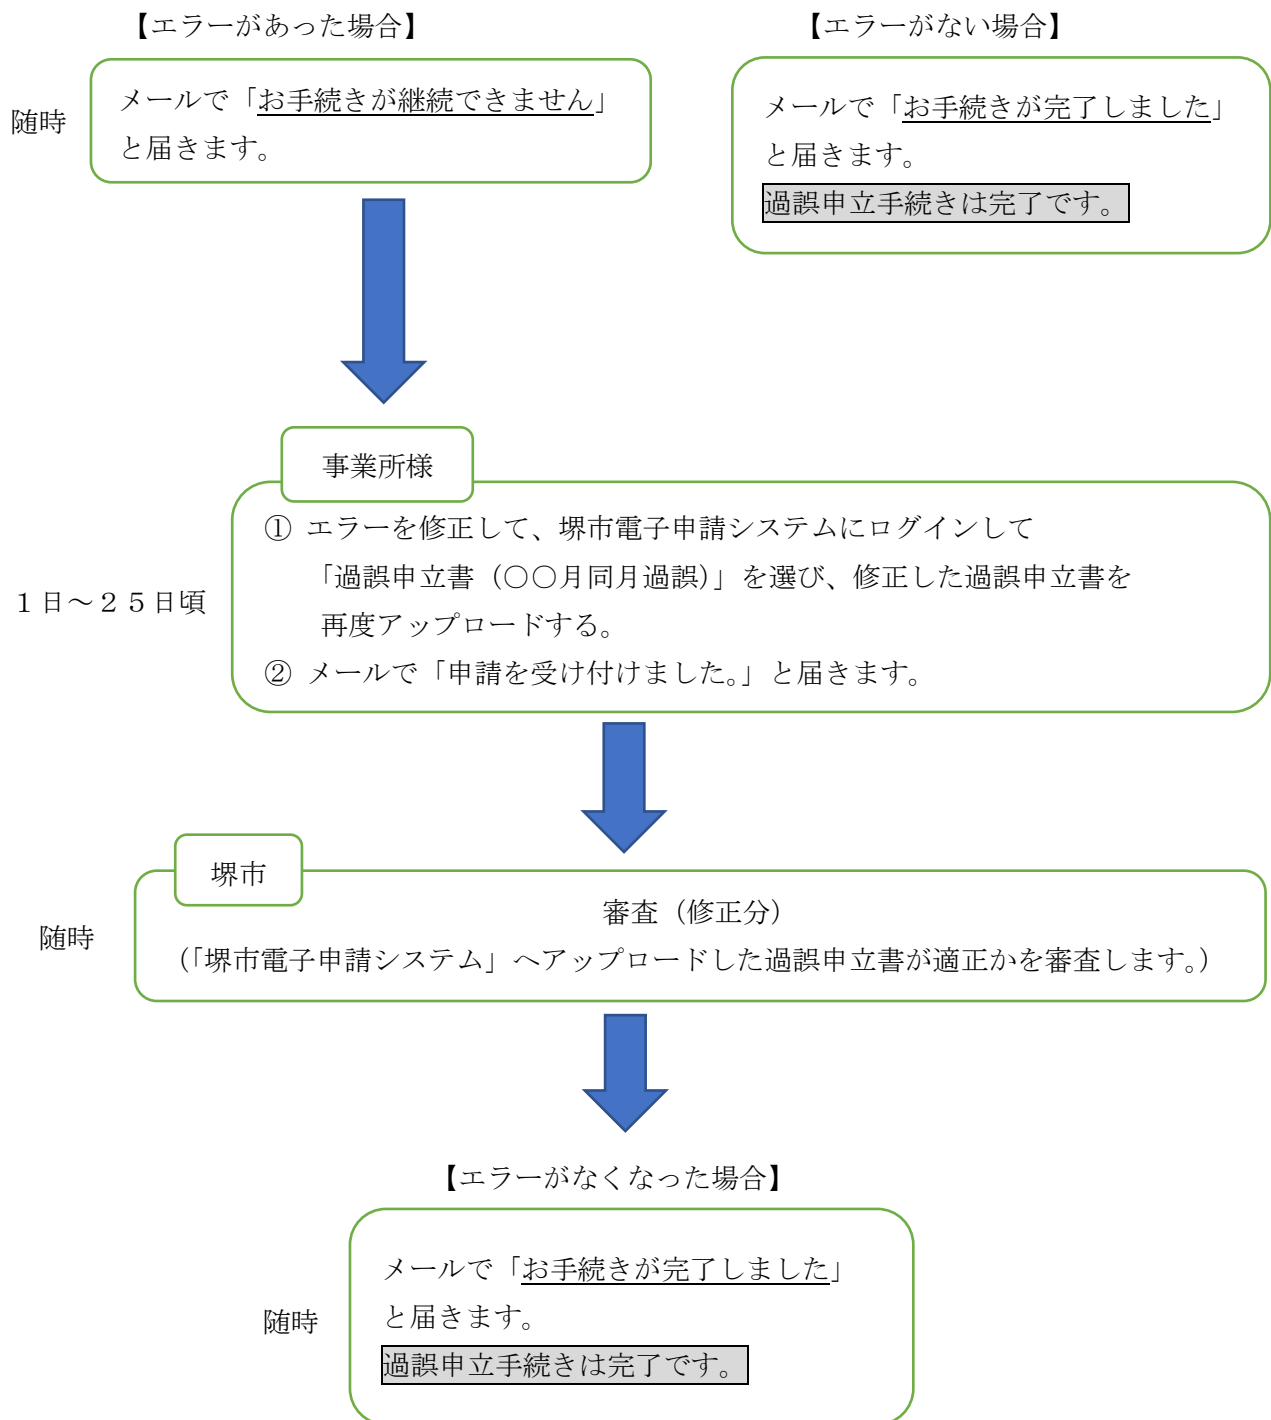 【エラーがあった場合】
【エラーがない場合】
随時
メールで「お手続きが継続できません」
と届きます。
メールで「お手続きが完了しました」
と届きます。
過誤申立手続きは完了です。
事業所様
１日～２５日頃
① エラーを修正して、堺市電子申請システムにログインして
「過誤申立書（○○月同月過誤）」を選び、修正した過誤申立書を
再度アップロードする。
② メールで「申請を受け付けました。」と届きます。
堺市
随時
審査（修正分）
（「堺市電子申請システム」へアップロードした過誤申立書が適正かを審査します。）
【エラーがなくなった場合】
随時
メールで「お手続きが完了しました」
と届きます。
過誤申立手続きは完了です。